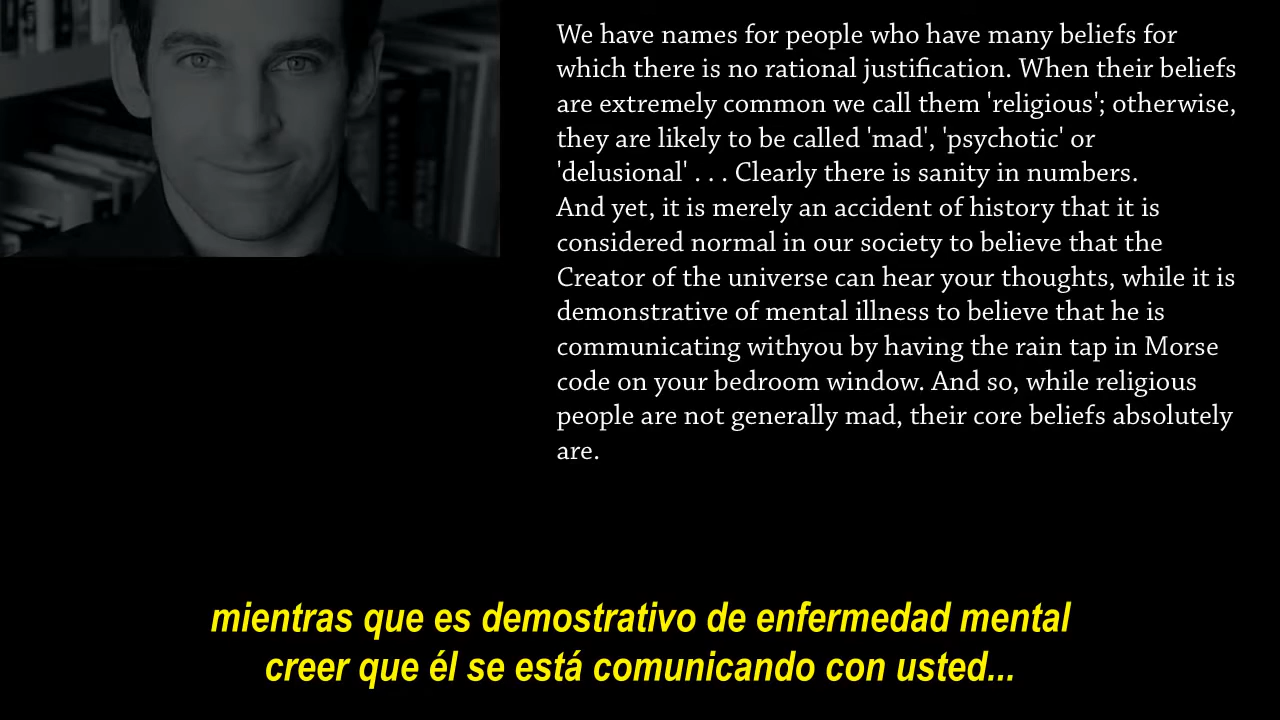 We have names for people who have many beliefs for
which there is no rational justification. When their beliefs
are extremely common we call them 'religious'; otherwise,
they are likely to be called 'mad', 'psychotic' or
'delusional' . . . Clearly there is sanity in numbers.
And yet, it is merely an accident of history that it is
considered normal in our society to believe that the
Creator of the universe can hear your thoughts, while it is
demonstrative of mental illness to believe that he is
communicating withyou by having the rain tap in Morse
code on your bedroom window. And so, while religious
people are not generally mad, their core beliefs absolutely
are.
mientras que es demostrativo de enfermedad mental
creer que él se está comunicando con usted...